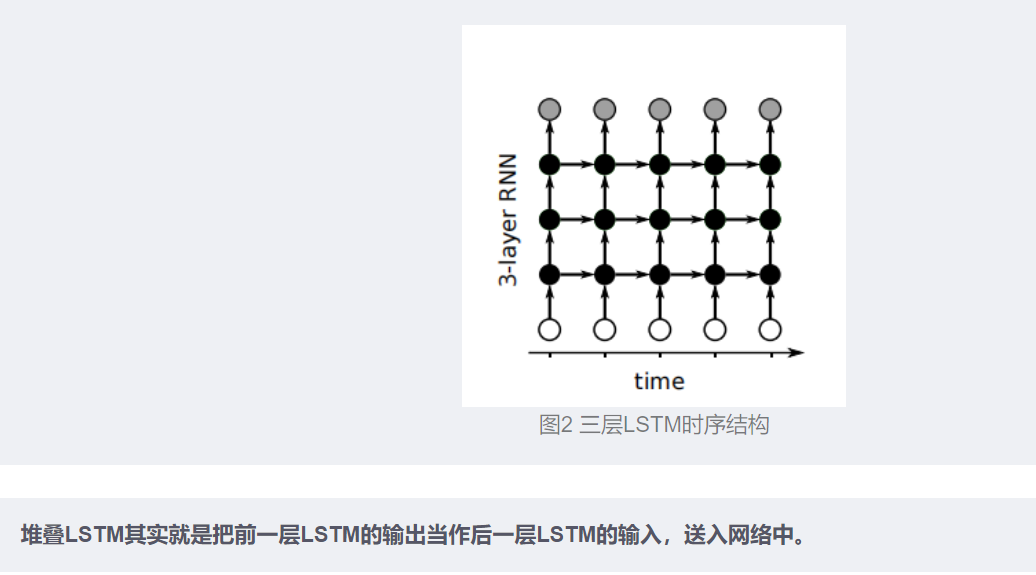 3-layer RNN
time
图2 三层LSTM时序结构
堆叠LSTM其实就是把前一层LSTM的输出当作后一层LSTM的输入，送入网络中。